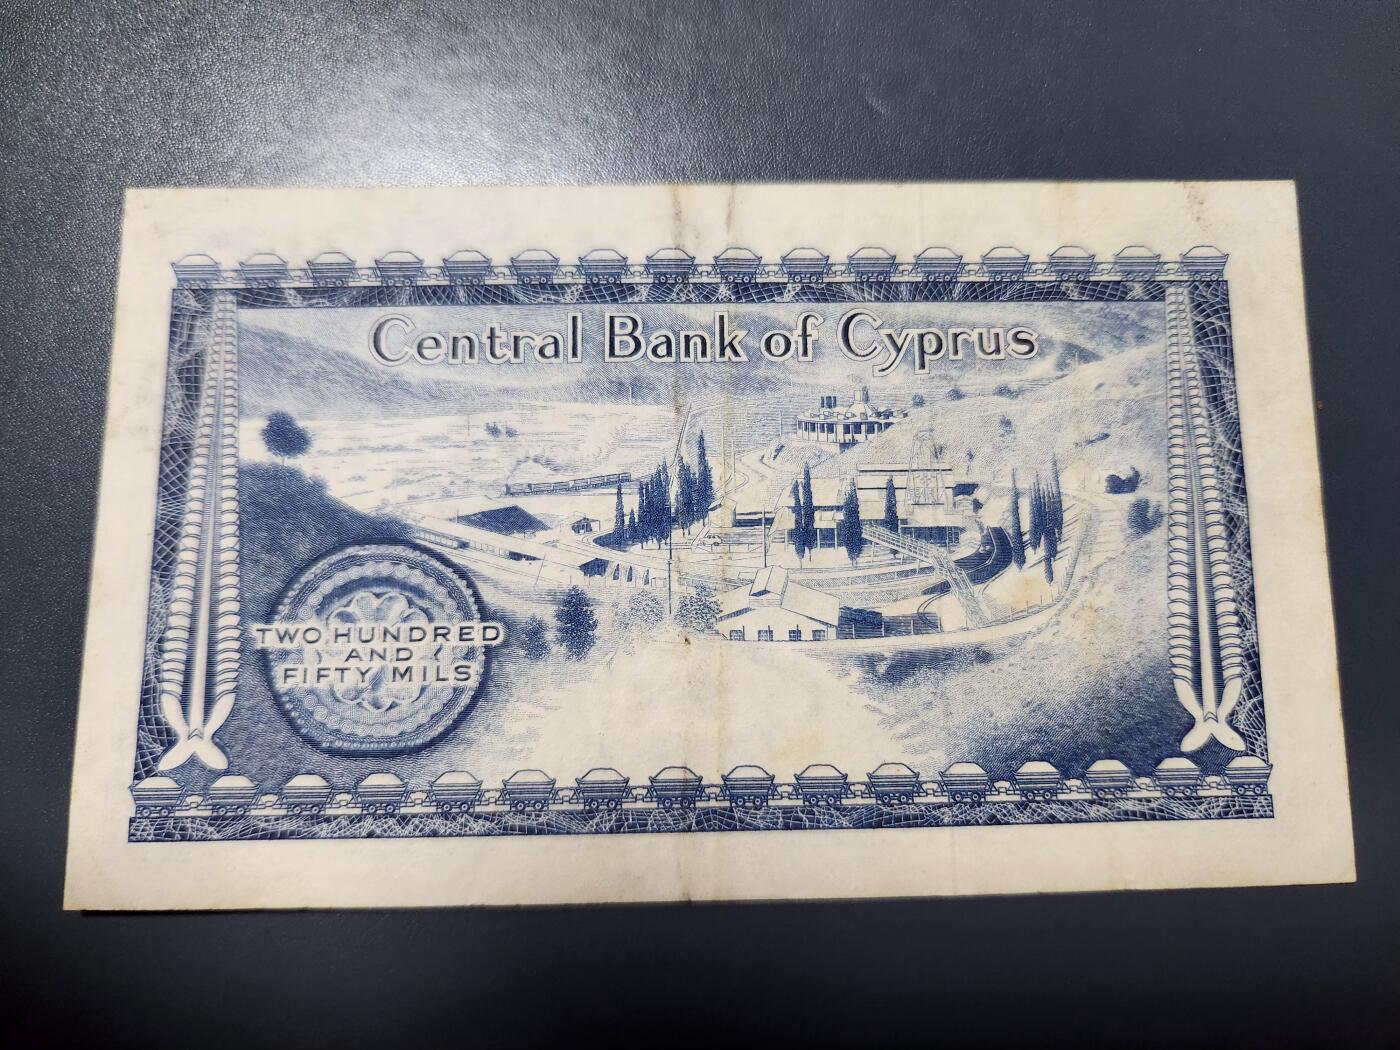 Central Bank of Cyprus
TWO HUNDRED
AND
FIFTY MILS